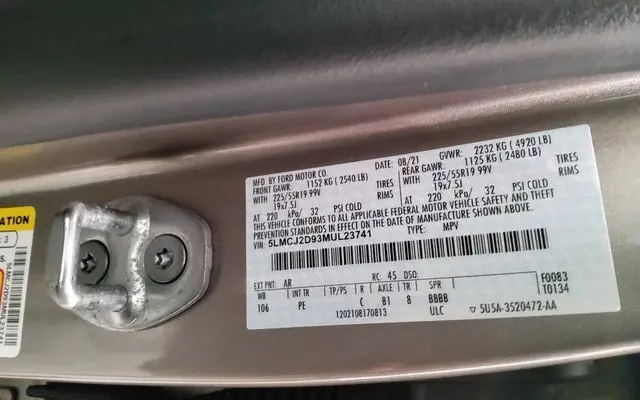 MFD. BY FORD MOTOR CO.
DATE: 08/21
GVWR: 2232 KG ( 4920 LB)
FRONT GAWR: 1152 KG ( 2540 LB)
REAR GAWR: 1125 KG ( 2480 LB)
225/55R19 99V
TIRES
225/55R19 99V
TIRES
19x7.5J
RIMS
19x7.5J
RIMS
AT 220 kPa/ 32 PSI COLD
AT 220 kPa/ 32 PSI COLD
THIS VEHICLE CONFORMS TO ALL APPLICABLE FEDERAL MOTOR VEHICLE SAFETY AND THEFT
PREVENTION STANDARDS IN EFFECT ON THE DATE OF MANUFACTURE SHOWN ABOVE.
5LMCJ2D93MUL23741
TYPE: MPV
EXT PNT: AR
RC: 45 DSO:
F0083
T0134
WB
TP/PS
R
AXLE
TR
SPR
106
PE
C
81
8
BBBB
1202108170813
ULC
5U5A-3520472-AA
ATION